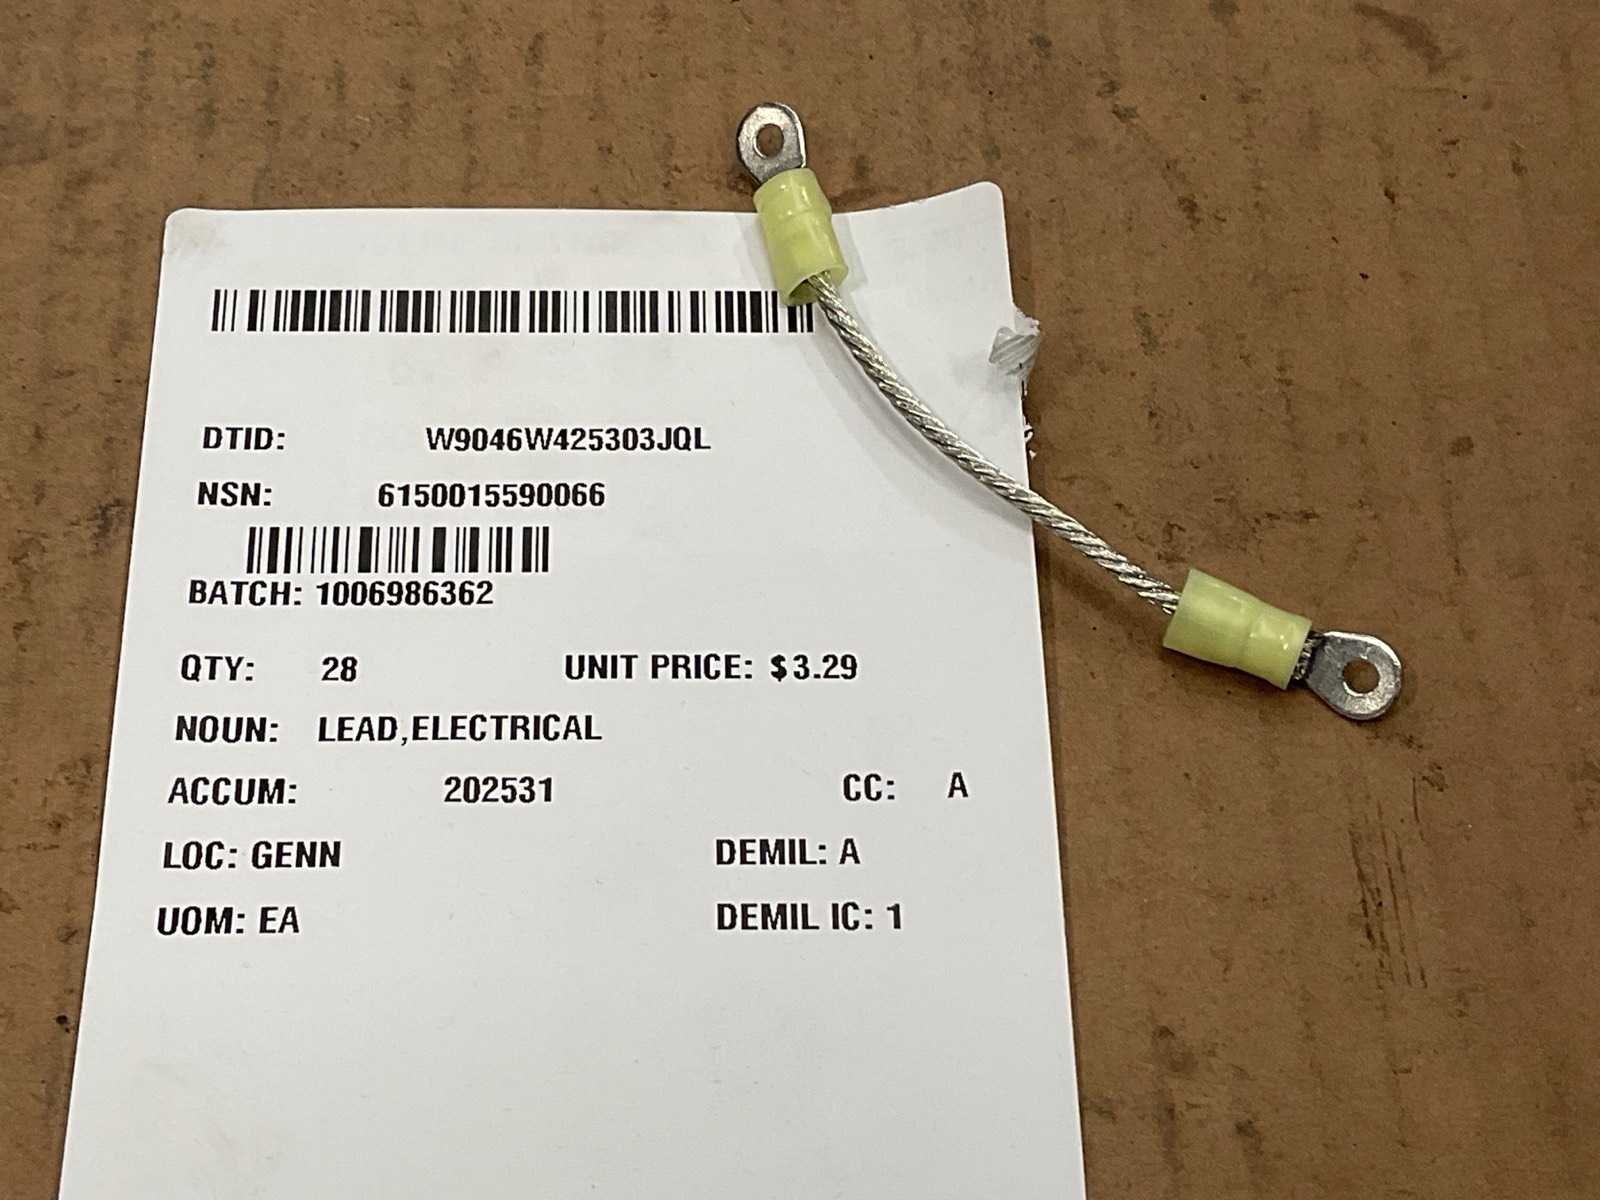 DTID: W9046W425303JQL
NSN: 6150015590066
BATCH: 1006986362
QTY: 28 UNIT PRICE: $3.29
NOUN: LEAD,ELECTRICAL
ACCUM: 202531 CC: A
LOC: GENN DEMIL: A
UOM: EA DEMIL IC: 1